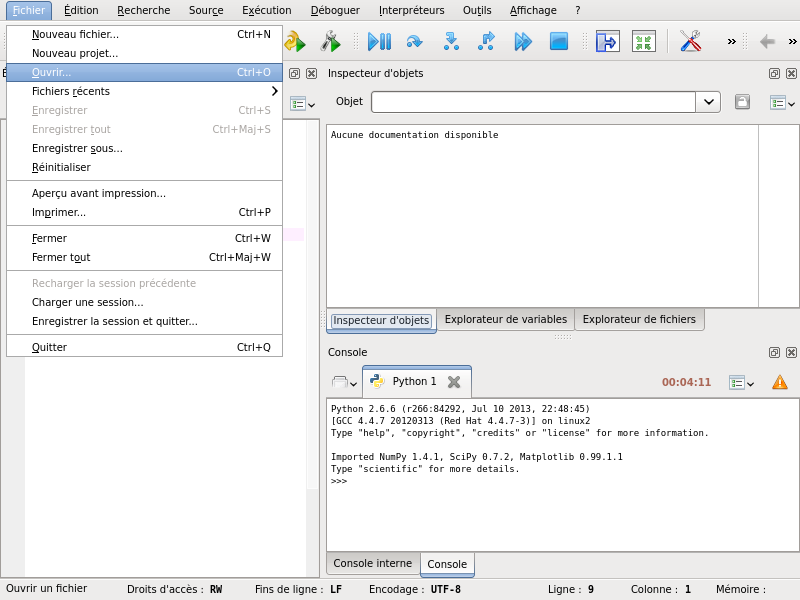 Fichier Édition Recherche Source Exécution Déboguer Interpréteurs Outils Affichage ?
Nouveau fichier... Ctrl+N
Nouveau projet...
Ouvrir... Ctrl+O
Fichiers récents
Enregistrer Ctrl+S
Enregistrer tout Ctrl+Maj+S
Enregistrer sous...
Réinitialiser
Aperçu avant impression...
Imprimer... Ctrl+P
Fermer Ctrl+W
Fermer tout Ctrl+Maj+W
Recharger la session précédente
Charger une session...
Enregistrer la session et quitter...
Quitter Ctrl+Q
Inspecteur d'objets
Objet
Aucune documentation disponible
Inspecteur d'objets Explorateur de variables Explorateur de fichiers
Console
Python 1 00:04:11
Python 2.6.6 (r266:84292, Jul 10 2013, 22:48:45)
[GCC 4.4.7 20120313 (Red Hat 4.4.7-3)] on linux2
Type "help", "copyright", "credits" or "license" for more information.
Imported NumPy 1.4.1, SciPy 0.7.2, Matplotlib 0.99.1.1
Type "scientific" for more details.
>>>
Console interne Console
Ouvrir un fichier Droits d'accès : RW Fins de ligne : LF Encodage : UTF-8 Ligne : 9 Colonne : 1 Mémoire :